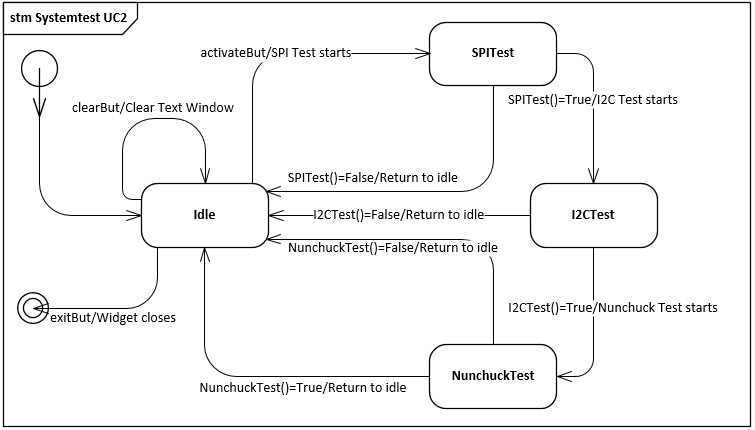 stm Systemtest UC2
activateBut/SPI Test starts
SPITest
clearBut/Clear Text Window
SPITest()=True/I2C Test starts
SPITest()=False/Return to idle
Idle
I2CTest()=False/Return to idle
I2CTest
NunchuckTest()=False/Return to idle
exitBut/Widget closes
I2CTest()=True/Nunchuck Test starts
NunchuckTest
NunchuckTest()=True/Return to idle